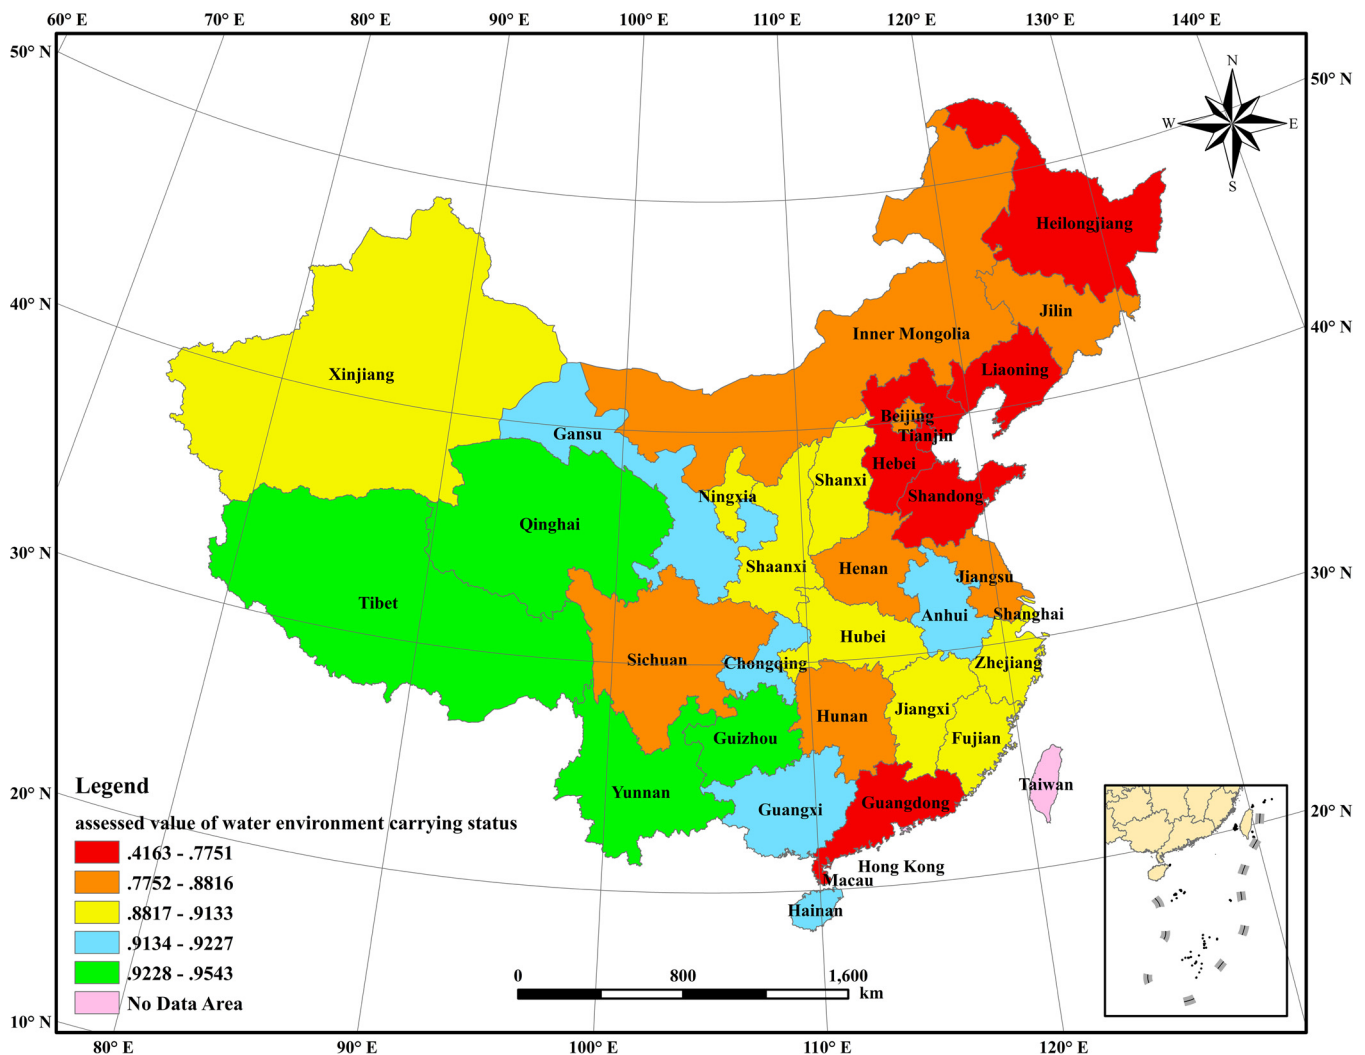 60° E 70° E 80° E 90° E 100° E 110° E 120° E 130° E 140° E
50° N
50° N
N
W E
S
Heilongjiang
40° N
Jilin
40° N
Inner Mongolia
Liaoning
Xinjiang
Beijing
Gansu
Tianjin
Hebei
Shanxi
Ningxia
Shandong
Qinghai
30° N
Shaanxi
Henan
Jiangsu
30° N
Tibet
Anhui
Shanghai
Hubei
Sichuan
Chongqing
Zhejiang
Hunan
Jiangxi
Guizhou
Fujian
Legend
Taiwan
20° N
Yunnan
Guangxi
Guangdong
20° N
assessed value of water environment carrying status
.4163 - .7751
Hong Kong
.7752 - .8816
Macau
.8817 - .9133
Hainan
.9134 - .9227
.9228 - .9543
0 800 1,600
km
No Data Area
10° N
10° N
80° E 90° E 100° E 110° E 120° E